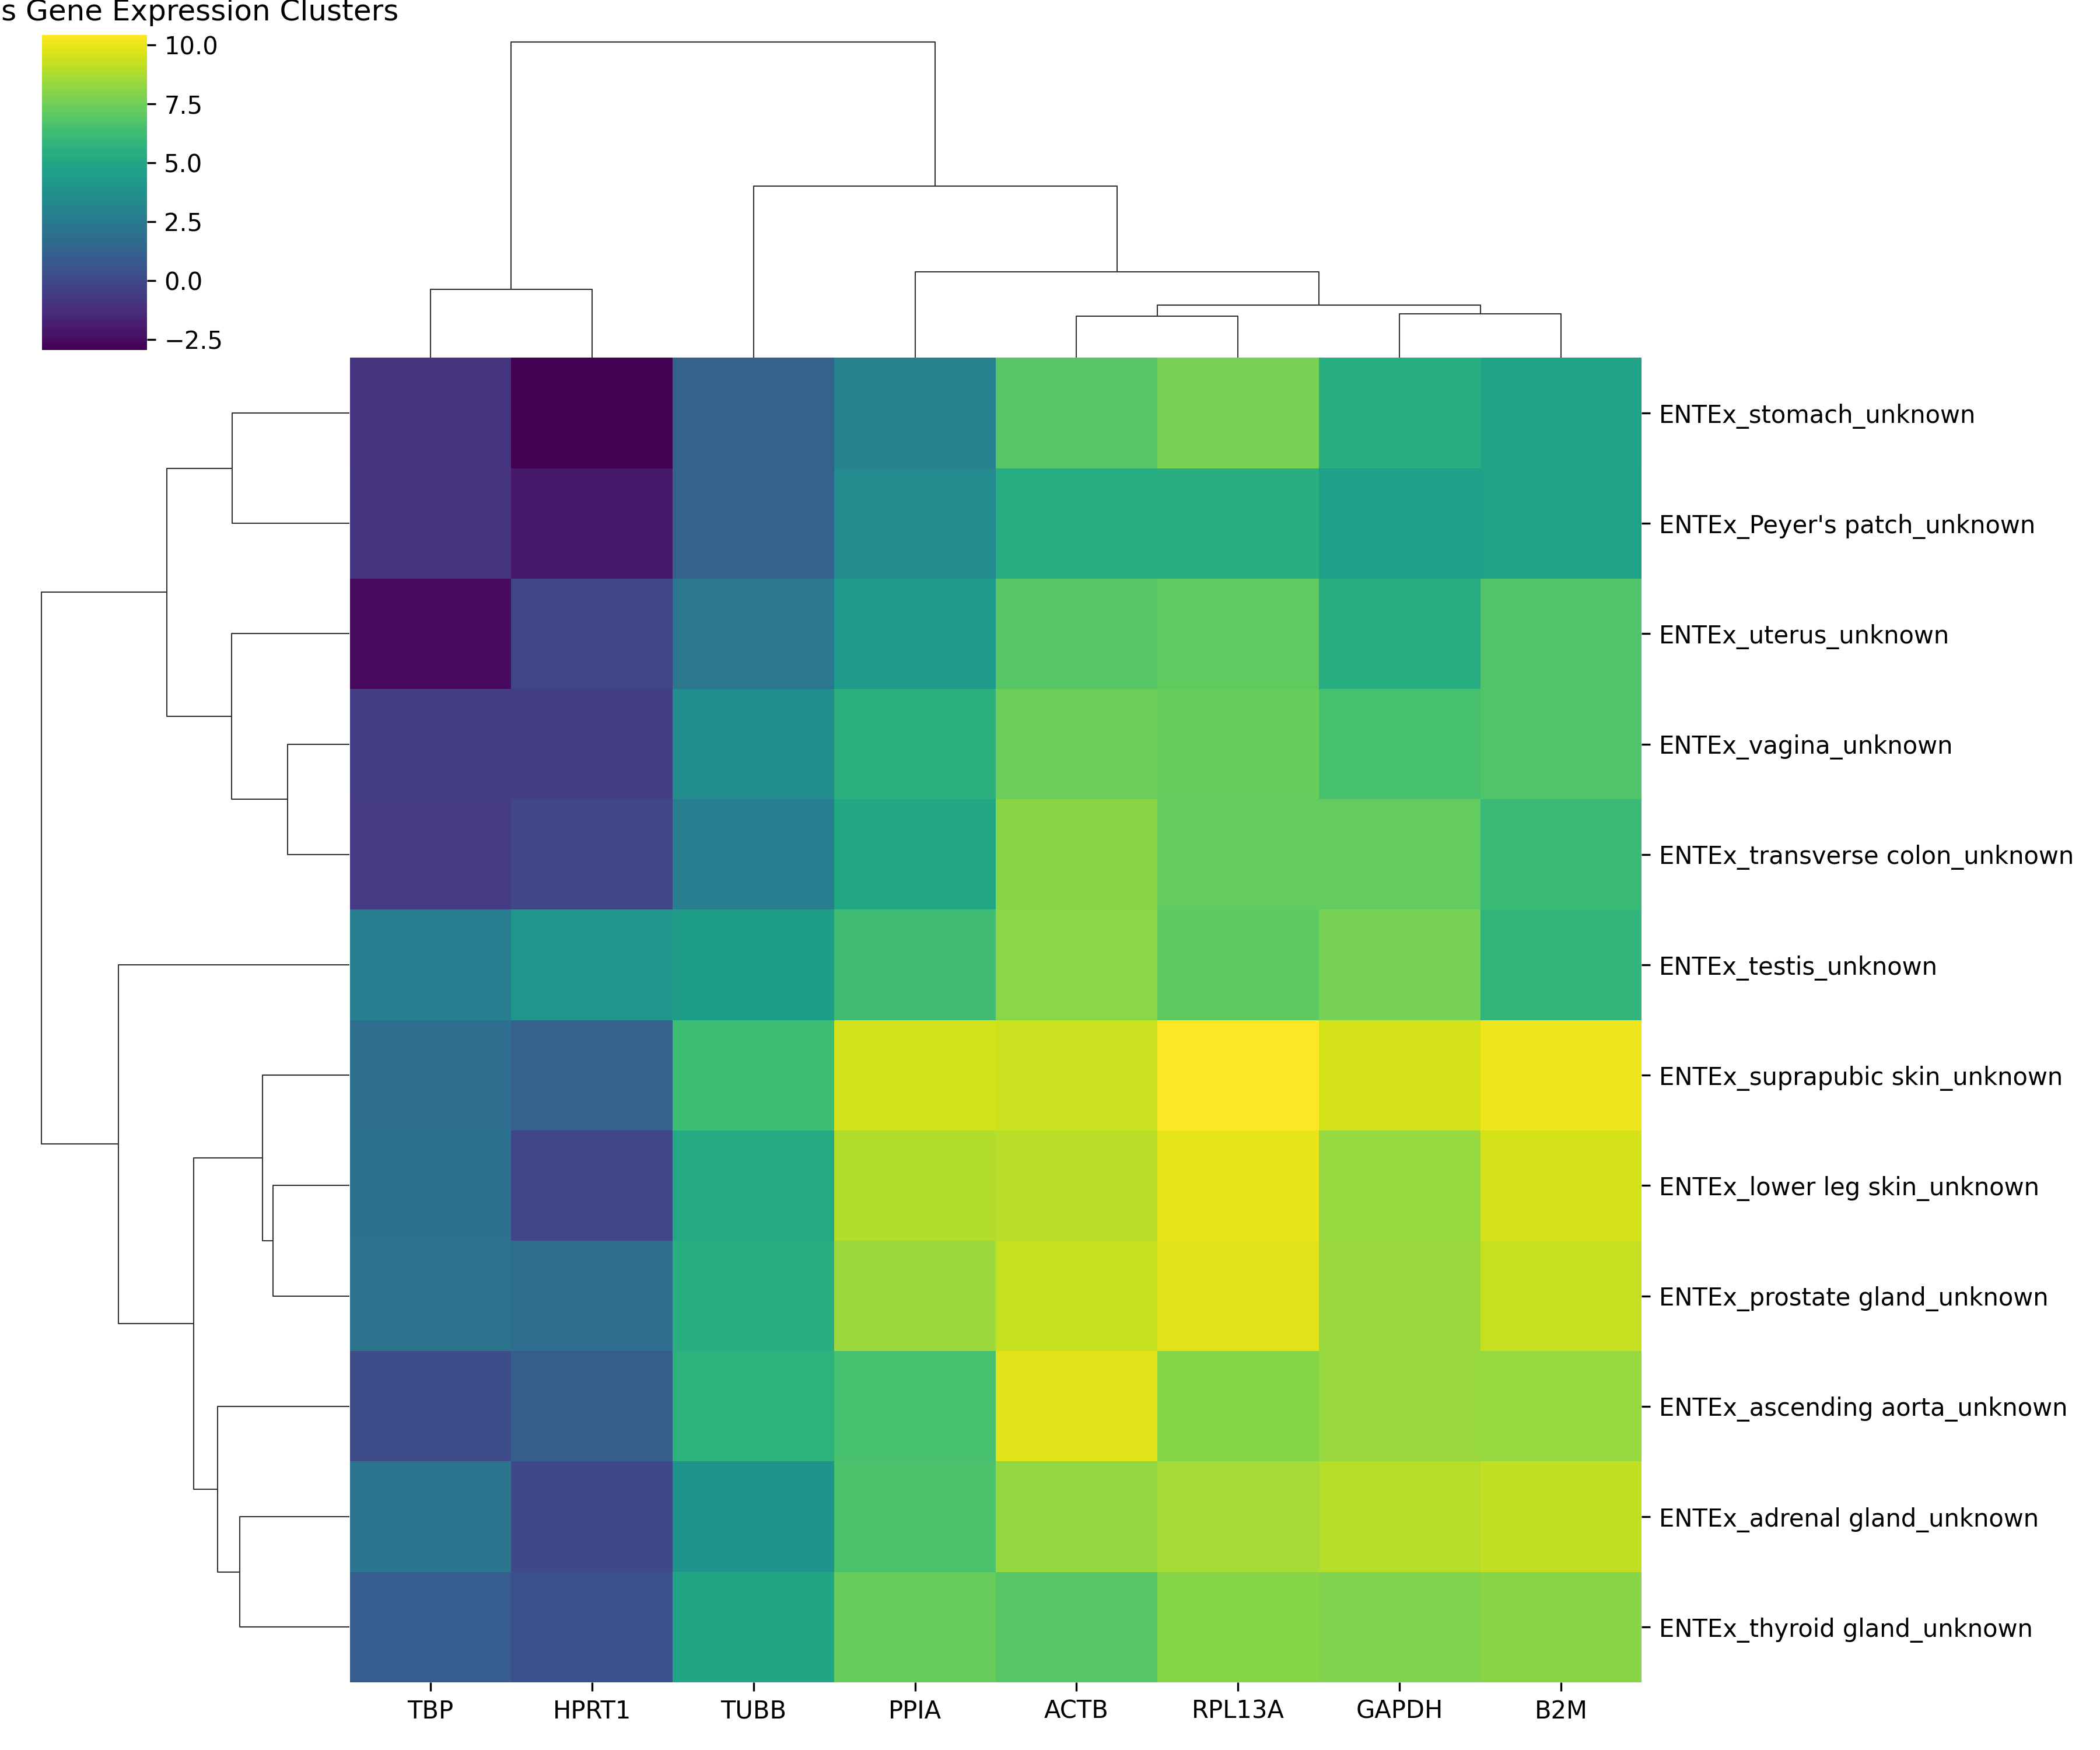 s Gene Expression Clusters
10.0
7.5
5.0
2.5
0.0
−2.5
ENTEx_stomach_unknown
ENTEx_Peyer's patch_unknown
ENTEx_uterus_unknown
ENTEx_vagina_unknown
ENTEx_transverse colon_unknown
ENTEx_testis_unknown
ENTEx_suprapubic skin_unknown
ENTEx_lower leg skin_unknown
ENTEx_prostate gland_unknown
ENTEx_ascending aorta_unknown
ENTEx_adrenal gland_unknown
ENTEx_thyroid gland_unknown
TBP HPRT1 TUBB PPIA ACTB RPL13A GAPDH B2M